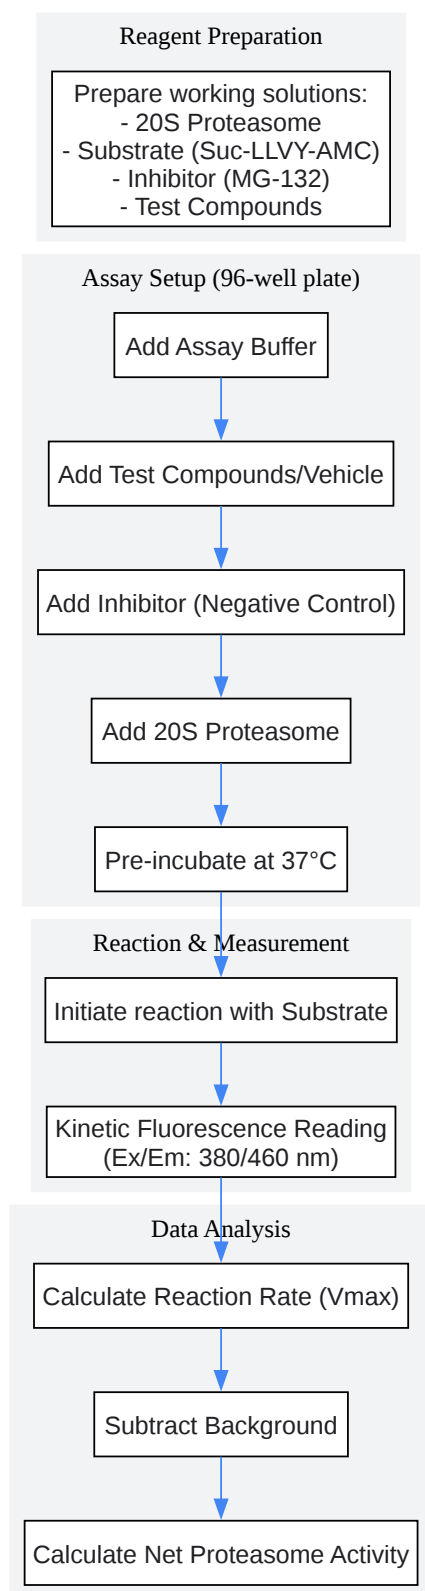 Reagent Preparation
Prepare working solutions:
- 20S Proteasome
- Substrate (Suc-LLVY-AMC)
- Inhibitor (MG-132)
- Test Compounds
Assay Setup (96-well plate)
Add Assay Buffer
Add Test Compounds/Vehicle
Add Inhibitor (Negative Control)
Add 20S Proteasome
Pre-incubate at 37°C
Reaction & Measurement
Initiate reaction with Substrate
Kinetic Fluorescence Reading
(Ex/Em: 380/460 nm)
Data Analysis
Calculate Reaction Rate (Vmax)
Subtract Background
Calculate Net Proteasome Activity